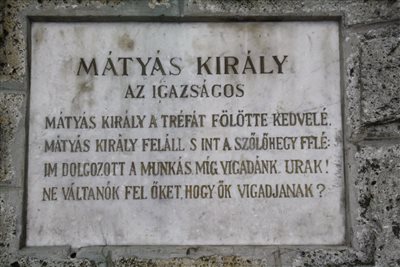 MÁTYÁS KIRÁLY
AZ IGAZSÁGOS
MÁTYÁS KIRÁLY A TRÉFÁT FÖLÖTTE KEDVELÉ.
MÁTYÁS KIRÁLY FELÁLL S INT A SZŐLŐHEGY FELÉ:
IM DOLGOZOTT A MUNKÁS, MÍG VIGADÁNK, URAK!
NE VÁLTANÓK FEL ŐKET, HOGY ŐK VIGADJANAK?